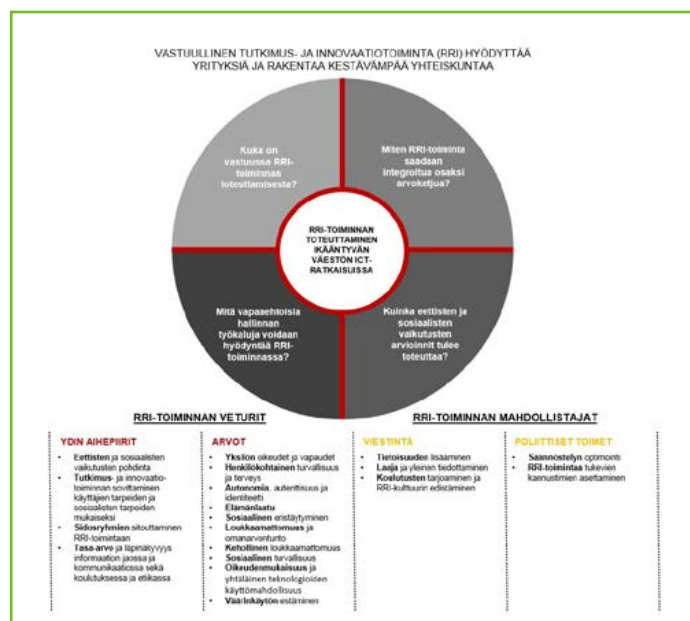 VASTUULLINEN TUTKIMUS- JA INNOVAATIOTOIMINTA (RRI) HYÖDYTTÄÄ
YRITYKSIÄ JA RAKENTAA KESTÄVÄMPÄÄ YHTEISKUNTAA
Kuka on
vastuussa RRI-
toiminnan
toteuttamisesta?
Miten RRI-toiminta
saadaan
integroitua osaksi
arvoketjua?
RRI-TOIMINNAN
TOTEUTTAMINEN
IKÄÄNTYVÄN
VÄESTÖN ICT-
RATKAISUISSA
Mitä vapaaehtoisia
hallinnan
työkaluja voidaan
hyödyntää RRI-
toiminnassa?
Kuinka eettisten ja
sosiaalisten
vaikutusten
arvioinnit tulee
toteuttaa?
RRI-TOIMINNAN VETURIT
YDIN AIHEPIIRIT
• Eettisten ja sosiaalisten
vaikutusten pohdinta
• Tutkimus- ja innovaatio-
toiminnan sovittaminen
käyttäjien tarpeiden ja
sosiaalisten tarpeiden
mukaiseksi
• Sidosryhmien sitouttaminen
RRI-toimintaan
• Tasa-arvo ja läpinäkyvyys
informaation jaossa ja
kommunikaatiossa sekä
koulutuksessa ja etiikassa
ARVOT
• Yksilön oikeudet ja vapaudet
• Henkilökohtainen turvallisuus
ja terveys
• Autonomia, autenttisuus ja
identiteetti
• Elämänlaatu
• Sosiaalinen eristäytyminen
• Loukkaamattomuus ja
omanarvontunto
• Kehollinen loukkaamattomuus
• Sosiaalinen turvallisuus
• Oikeudenmukaisuus ja
yhtäläinen teknologioiden
käyttömahdollisuus
• Väärinkäytön estäminen
RRI-TOIMINNAN MAHDOLLISTAJAT
VIESTINTÄ
• Tietoisuuden lisääminen
• Laaja ja yleinen tiedottaminen
• Koulutusten tarjoaminen ja
RRI-kulttuurin edistäminen
POLIITTISET TOIMET
• Säännöstelyn optimointi
• RRI-toimintaa tukevien
kannustimien asettaminen